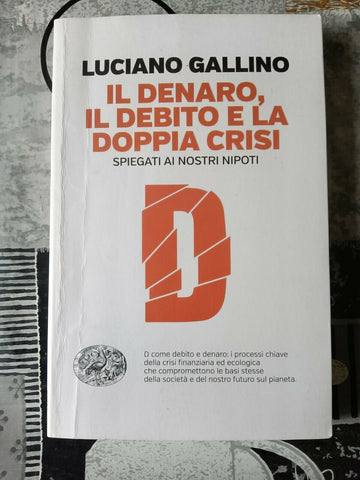 LUCIANO GALLINO
IL DENARO,
IL DEBITO E LA
DOPPIA CRISI
SPIEGATI AI NOSTRI NIPOTI
D
D come debito e denaro: i processi chiave
della crisi finanziaria ed ecologica
che compromettono le basi stesse
della società e del nostro futuro sul pianeta.